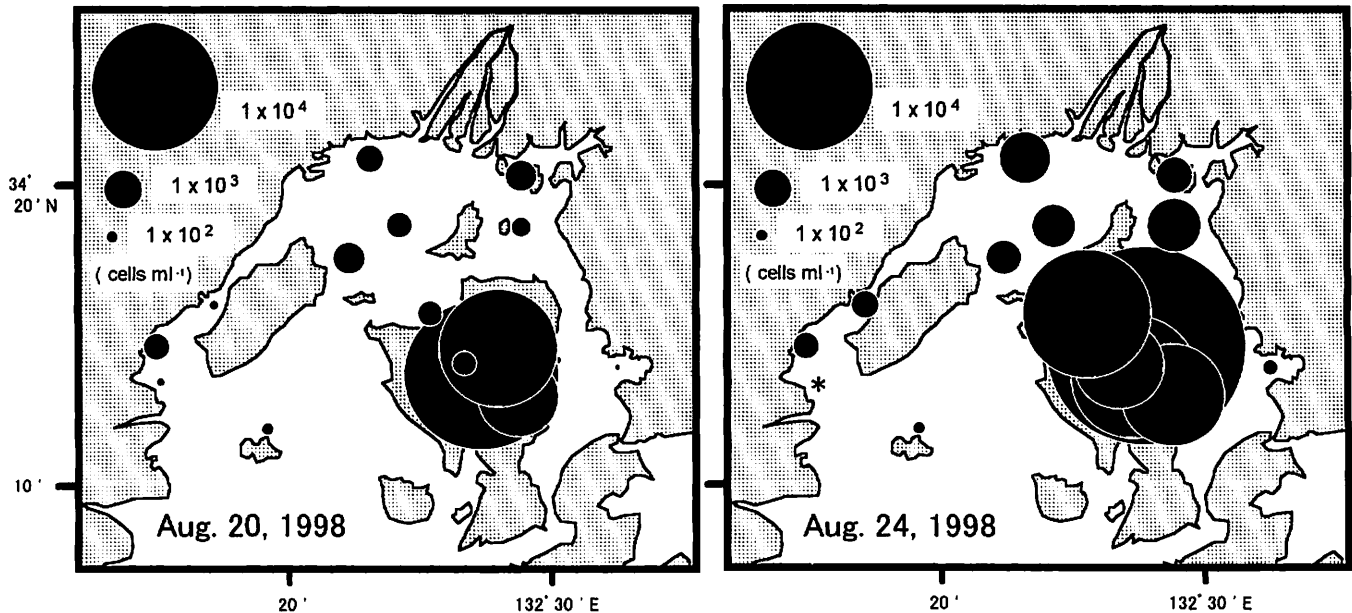 1 x 10⁴
1 x 10³
1 x 10²
( cells ml⁻¹)
34°
20 ' N
10 '
Aug. 20, 1998
20 '
132° 30 ' E
1 x 10⁴
1 x 10³
1 x 10²
( cells ml⁻¹)
*
Aug. 24, 1998
20 '
132° 30 ' E